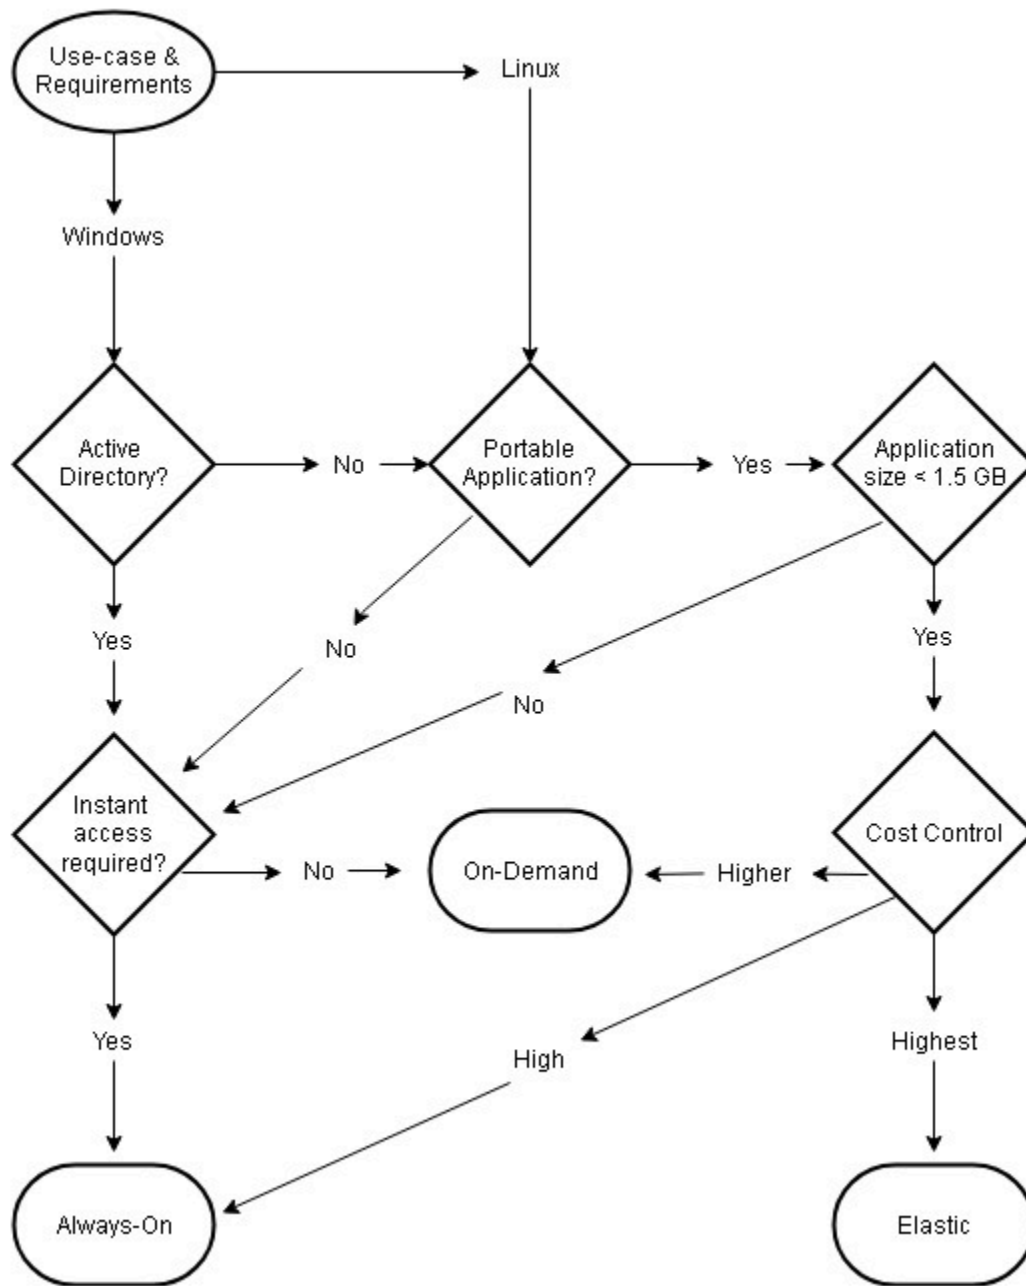 Use-case &
Requirements
Linux
Windows
Active
Directory?
No
Portable
Application?
Yes
Application
size < 1.5 GB
Yes
No
No
Yes
Instant
access
required?
No
On-Demand
Higher
Cost Control
Yes
High
Highest
Always-On
Elastic